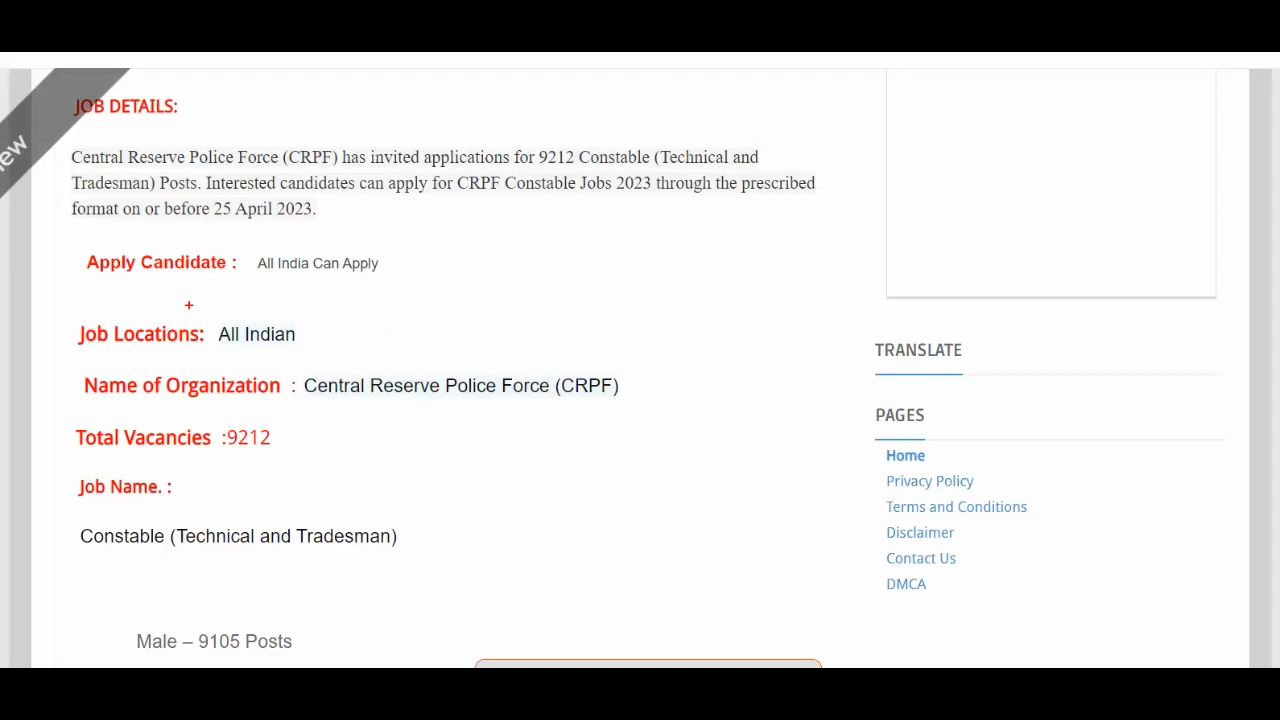 JOB DETAILS:
Central Reserve Police Force (CRPF) has invited applications for 9212 Constable (Technical and
Tradesman) Posts. Interested candidates can apply for CRPF Constable Jobs 2023 through the prescribed
format on or before 25 April 2023.
Apply Candidate : All India Can Apply
Job Locations: All Indian
Name of Organization : Central Reserve Police Force (CRPF)
Total Vacancies :9212
Job Name. :
Constable (Technical and Tradesman)
Male – 9105 Posts
TRANSLATE
PAGES
Home
Privacy Policy
Terms and Conditions
Disclaimer
Contact Us
DMCA